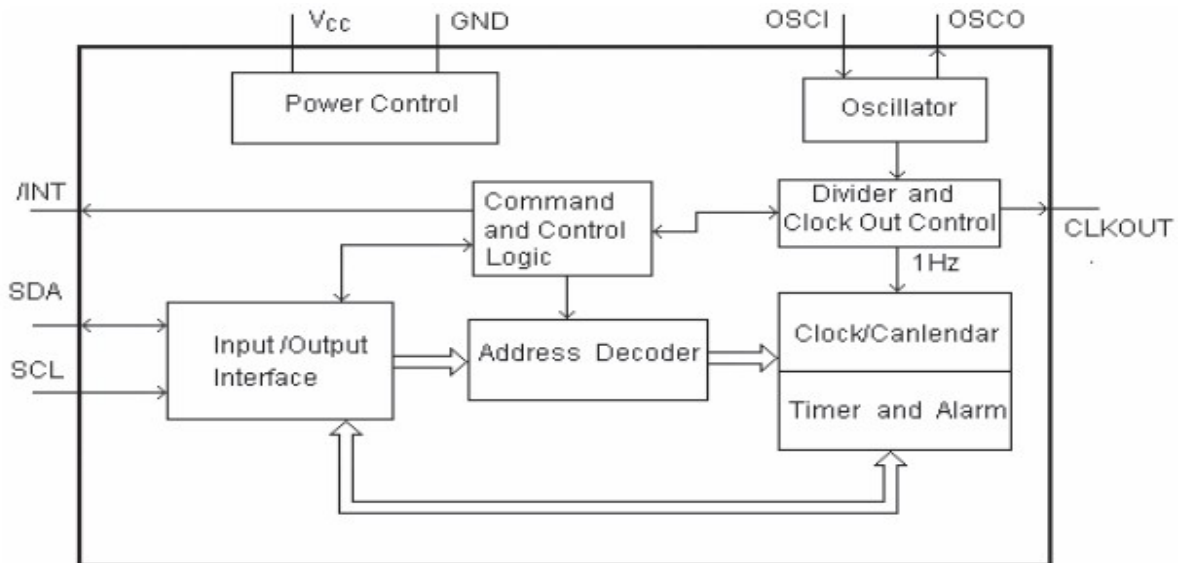 VCC
GND
OSCI
OSCO
Power Control
Oscillator
/INT
Command
and Control
Logic
Divider and
Clock Out Control
CLKOUT
1Hz
SDA
SCL
Input /Output
Interface
Address Decoder
Clock/Canlendar
Timer and Alarm